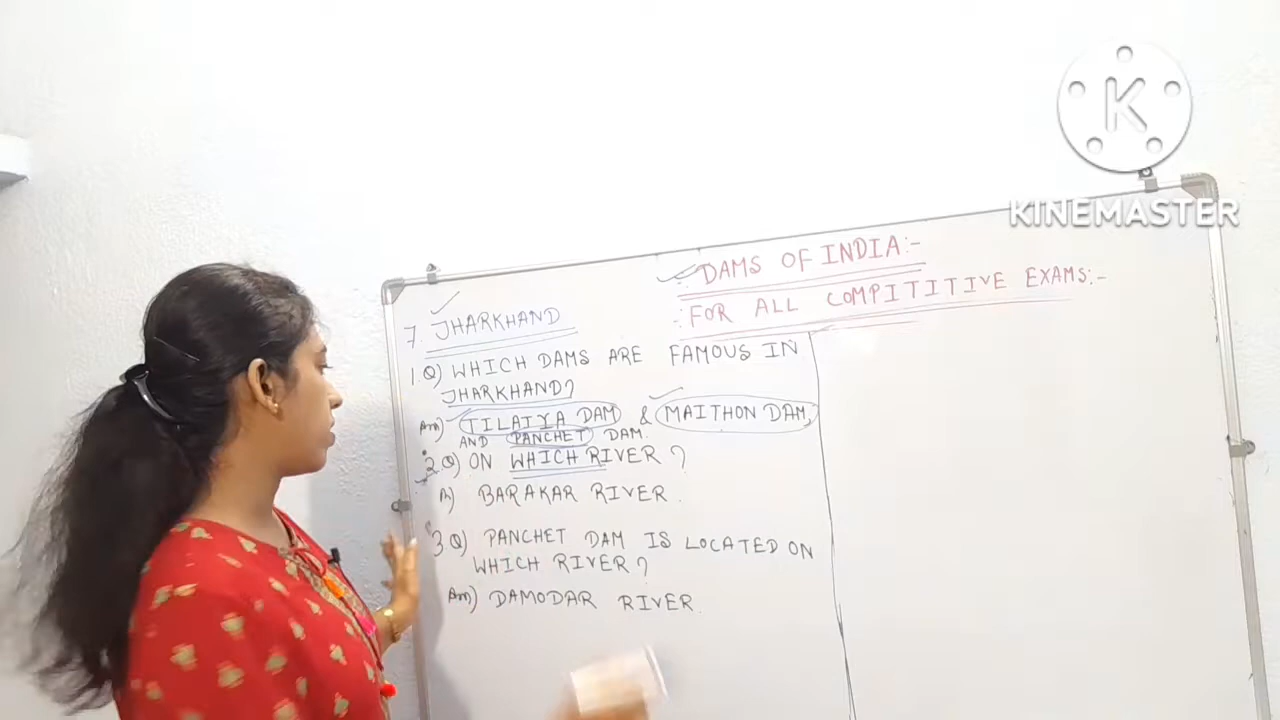 K
KINEMASTER
DAMS OF INDIA:-
FOR ALL COMPITITIVE EXAMS:-
7. JHARKHAND
1.Q) WHICH DAMS ARE FAMOUS IN
JHARKHAND?
Ans) TILAIYA DAM & MAITHON DAM,
AND PANCHET DAM.
2.Q) ON WHICH RIVER?
A) BARAKAR RIVER.
3Q) PANCHET DAM IS LOCATED ON
WHICH RIVER?
Ans) DAMODAR RIVER.